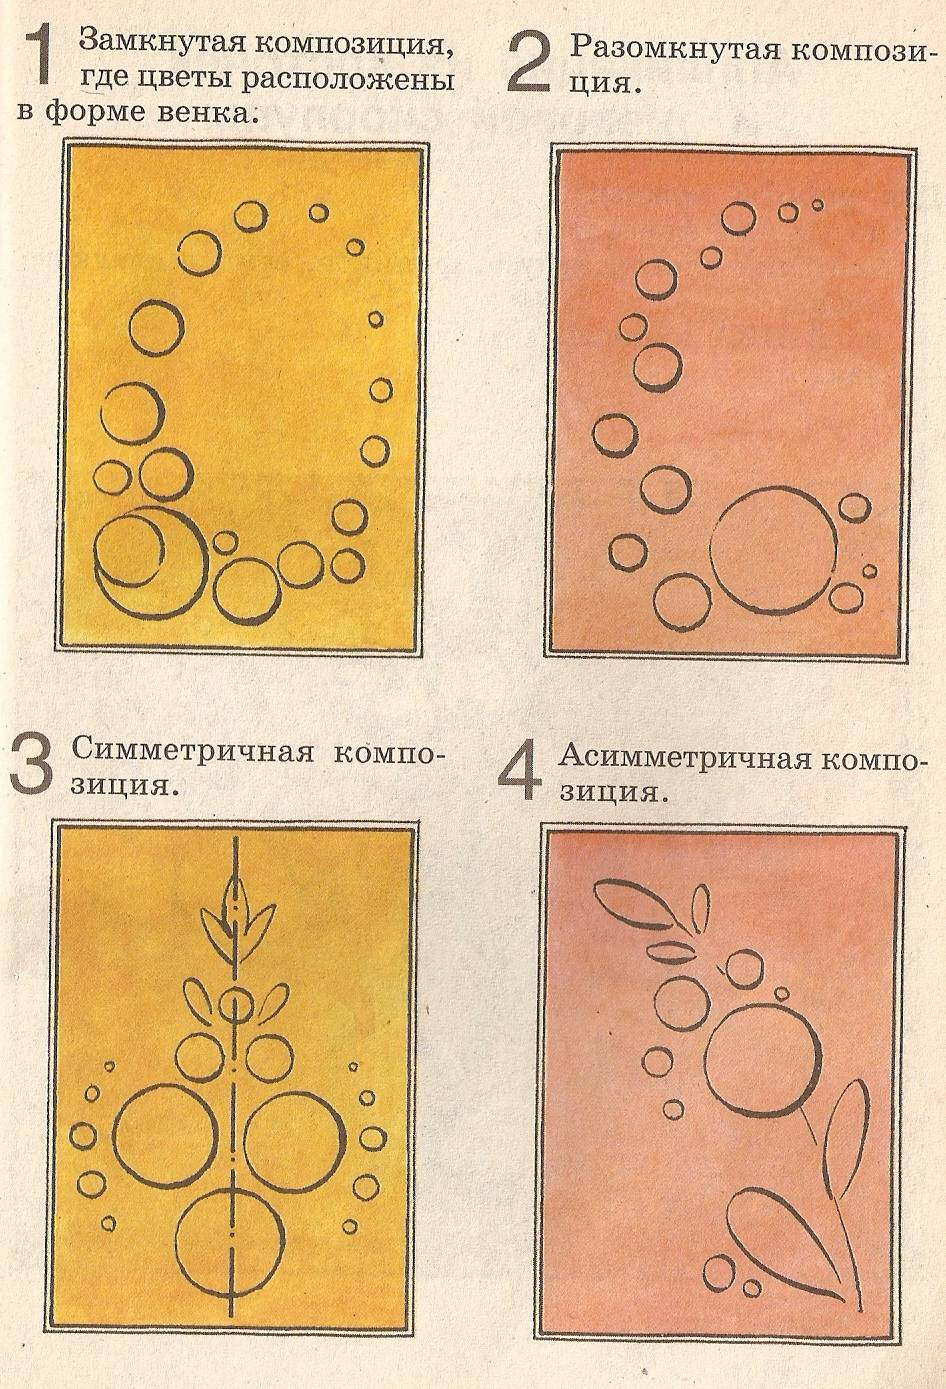 1 Замкнутая композиция,
где цветы расположены
в форме венка.
2 Разомкнутая компози-
ция.
3 Симметричная компо-
зиция.
4 Асимметричная компо-
зиция.